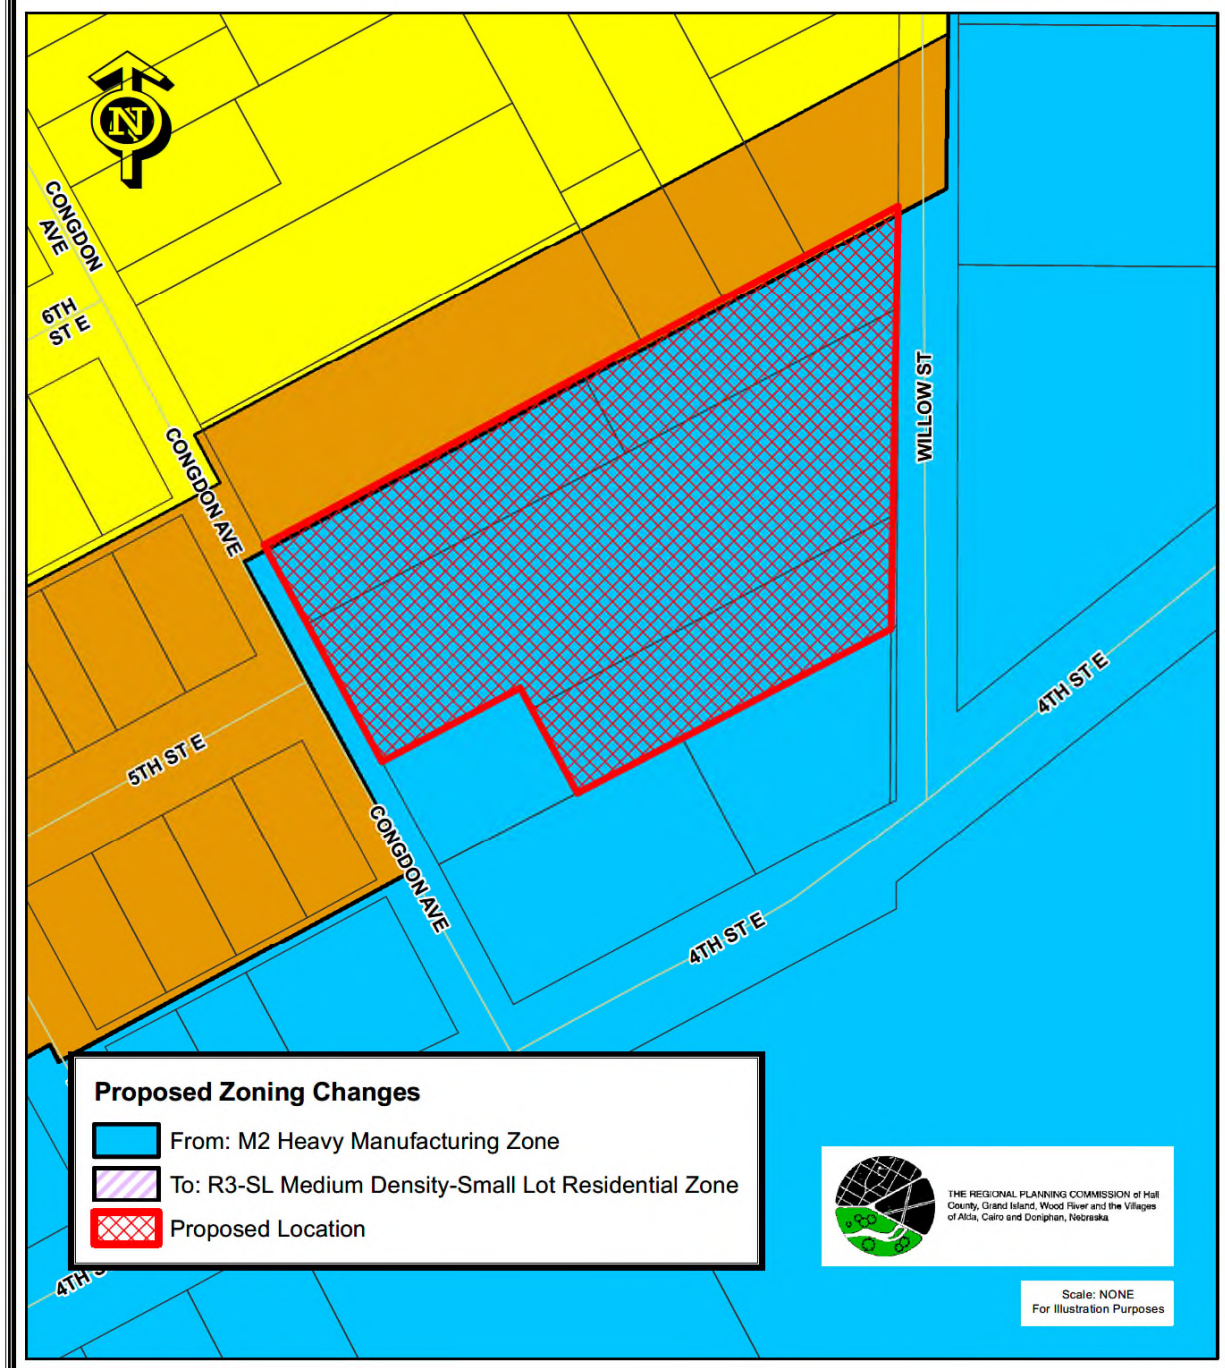 N
CONGDON
AVE
6TH
ST E
CONGDON AVE
WILLOW ST
4TH ST E
5TH ST E
CONGDON AVE
4TH ST E
Proposed Zoning Changes
From: M2 Heavy Manufacturing Zone
To: R3-SL Medium Density-Small Lot Residential Zone
Proposed Location
THE REGIONAL PLANNING COMMISSION of Hall
County, Grand Island, Wood River and the Villages
of Alda, Cairo and Doniphan, Nebraska
4TH S
Scale: NONE
For Illustration Purposes